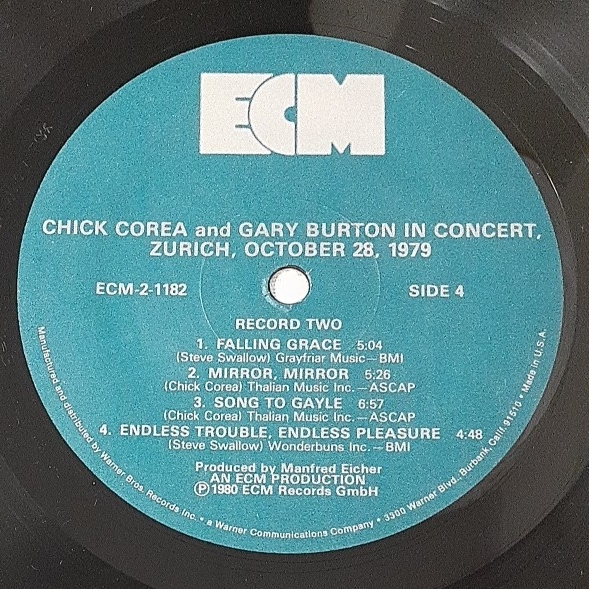 ECM
CHICK COREA and GARY BURTON IN CONCERT,
ZURICH, OCTOBER 28, 1979
ECM-2-1182
SIDE 4
RECORD TWO
1. FALLING GRACE 5:04
(Steve Swallow) Grayfriar Music—BMI
2. MIRROR, MIRROR 5:26
(Chick Corea) Thalian Music Inc.—ASCAP
3. SONG TO GAYLE 6:57
(Chick Corea) Thalian Music Inc.—ASCAP
4. ENDLESS TROUBLE, ENDLESS PLEASURE 4:48
(Steve Swallow) Wonderbuns Inc.—BMI
Produced by Manfred Eicher
AN ECM PRODUCTION
℗1980 ECM Records GmbH
Manufactured and distributed by Warner Bros. Records Inc. • a Warner Communications Company • 3300 Warner Blvd., Burbank, Calif. 91510 • Made in U.S.A.